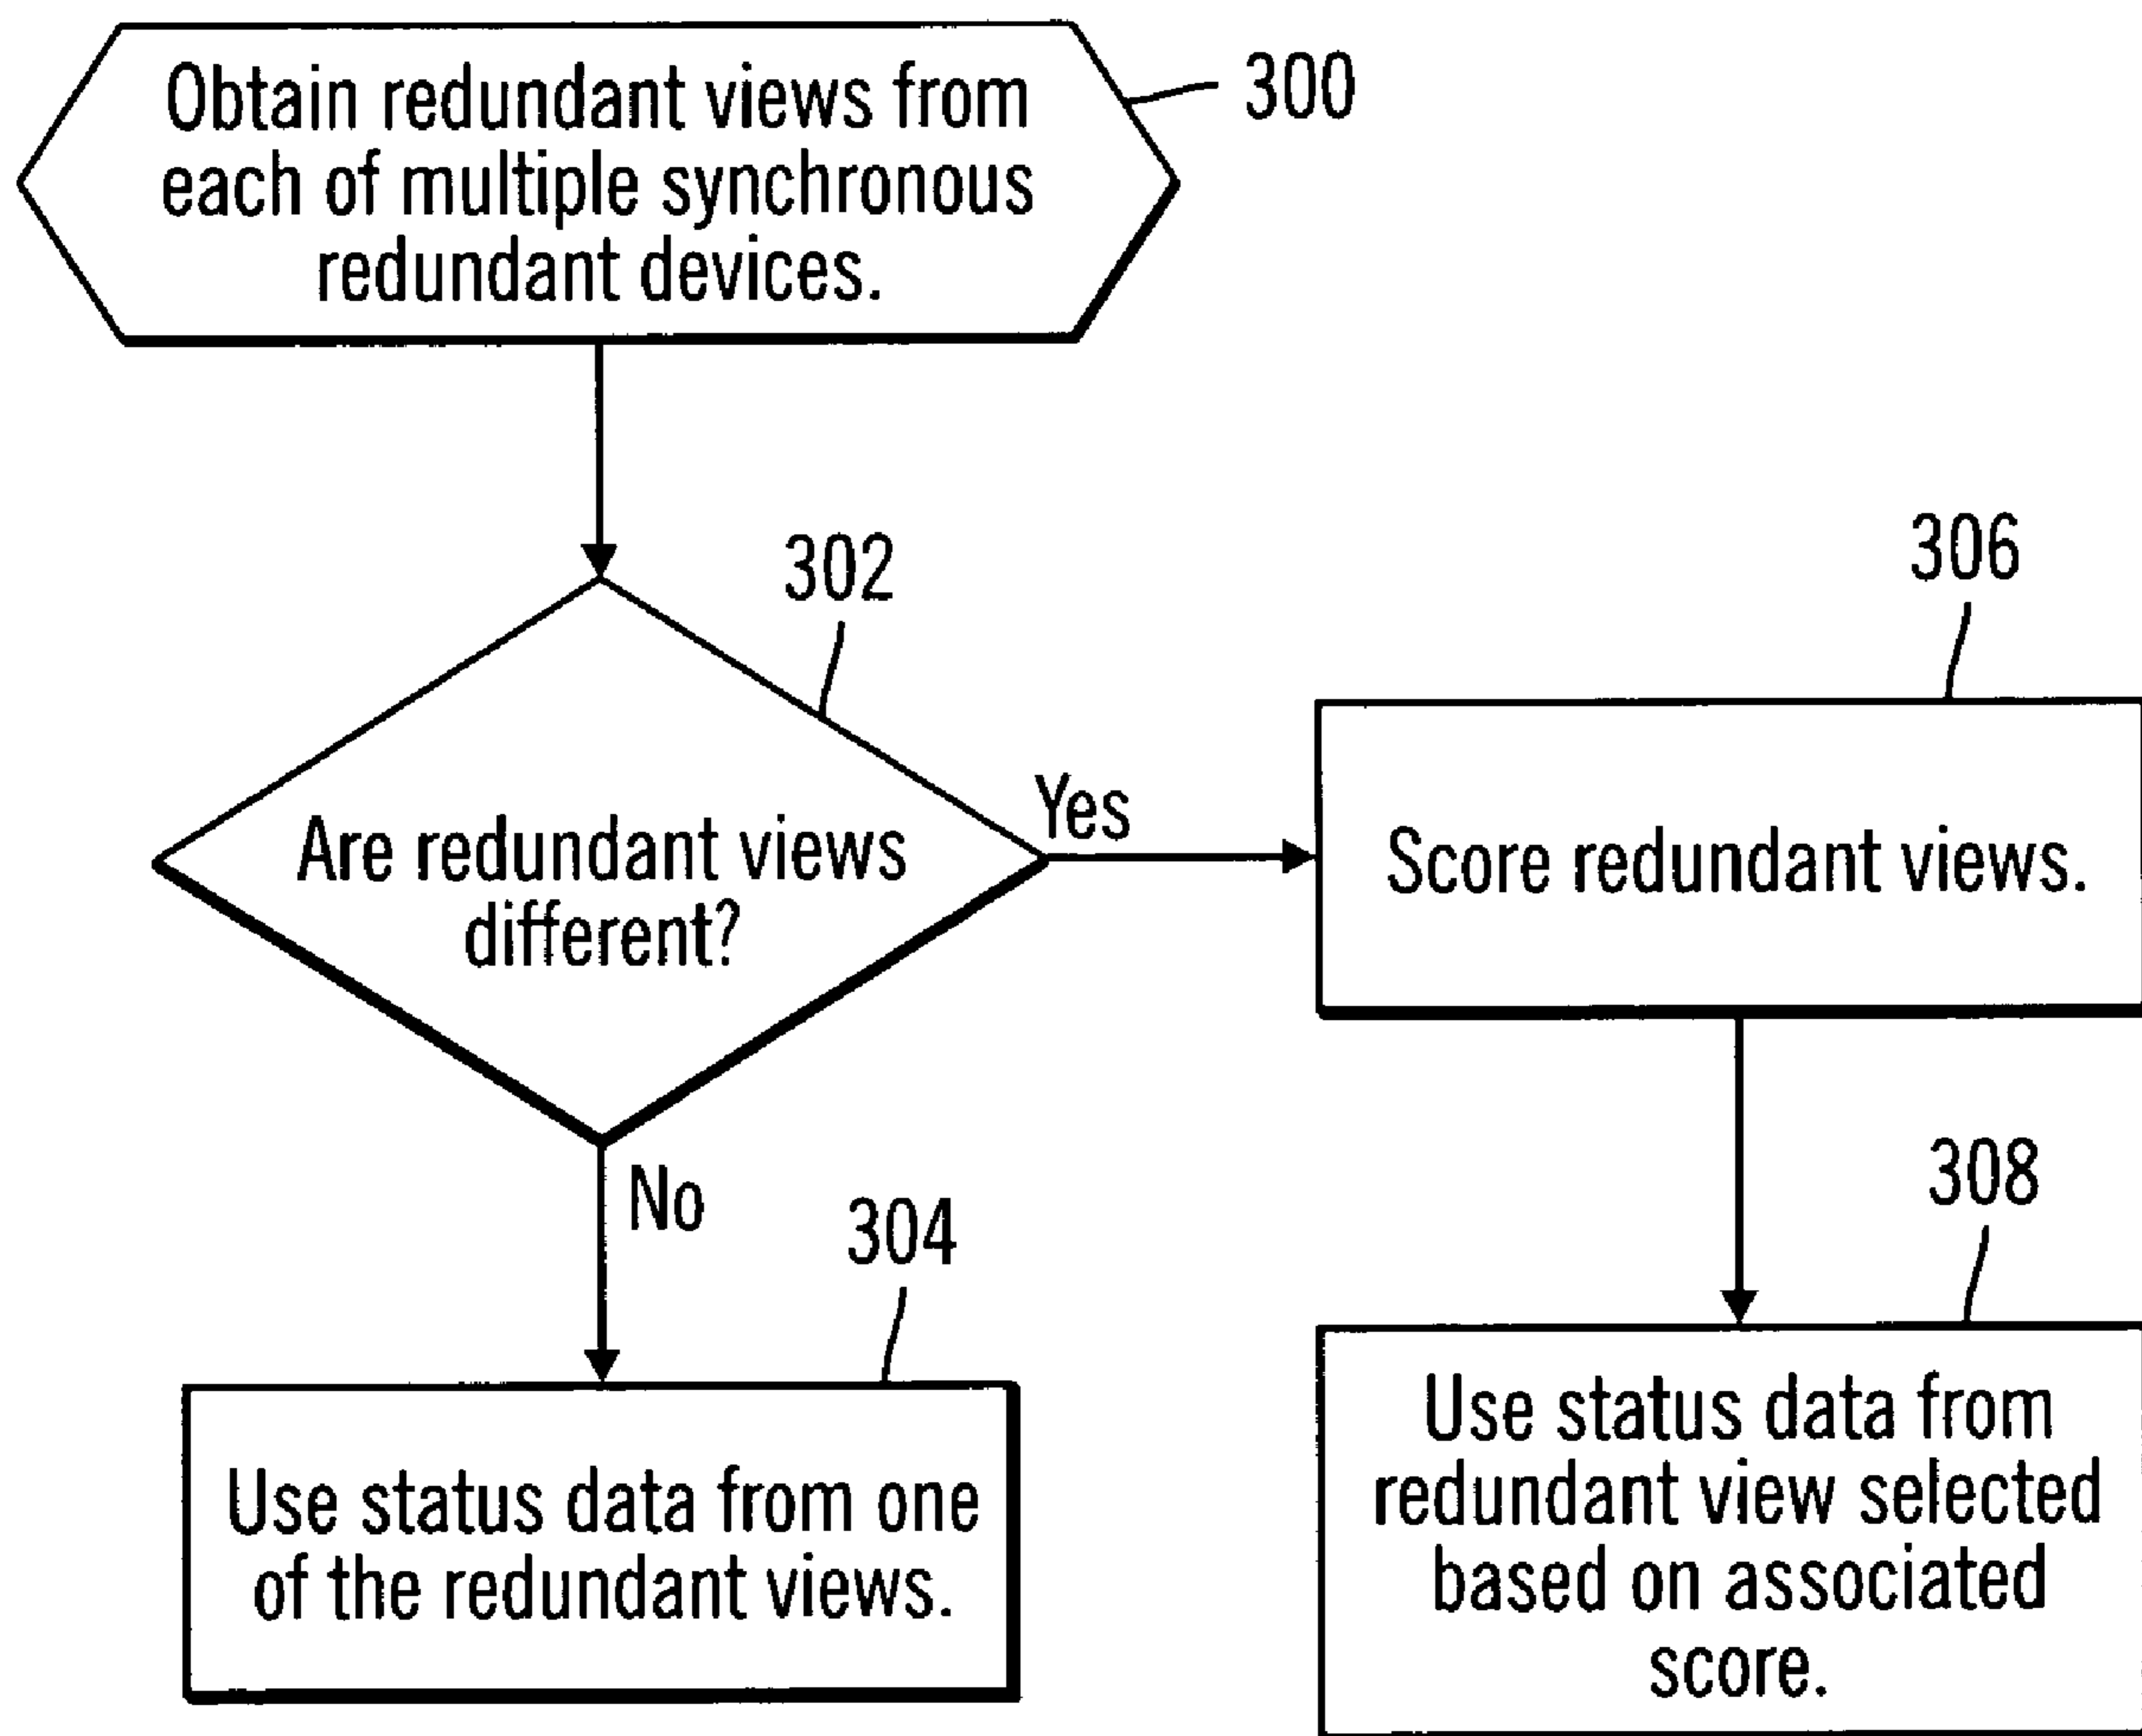 Obtain redundant views from
each of multiple synchronous
redundant devices.
300
302
Are redundant views
different?
Yes
No
306
Score redundant views.
304
Use status data from one
of the redundant views.
308
Use status data from
redundant view selected
based on associated
score.